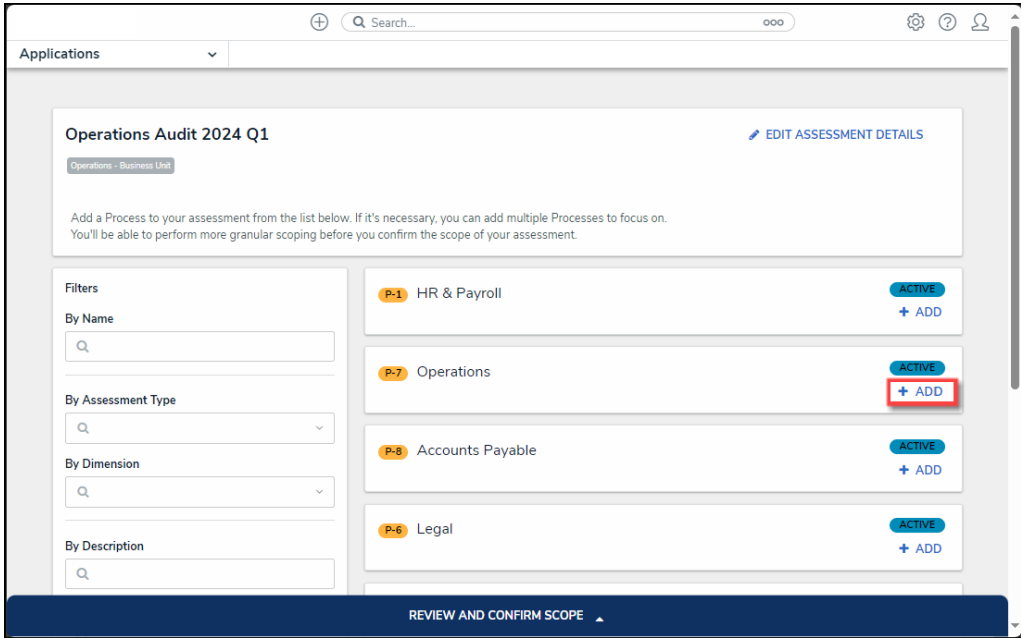 Search...
Applications
Operations Audit 2024 Q1
EDIT ASSESSMENT DETAILS
Operations - Business Unit
Add a Process to your assessment from the list below. If it's necessary, you can add multiple Processes to focus on.
You'll be able to perform more granular scoping before you confirm the scope of your assessment.
Filters
By Name
By Assessment Type
By Dimension
By Description
P-1 HR & Payroll
ACTIVE
+ ADD
P-7 Operations
ACTIVE
+ ADD
P-8 Accounts Payable
ACTIVE
+ ADD
P-6 Legal
ACTIVE
+ ADD
REVIEW AND CONFIRM SCOPE